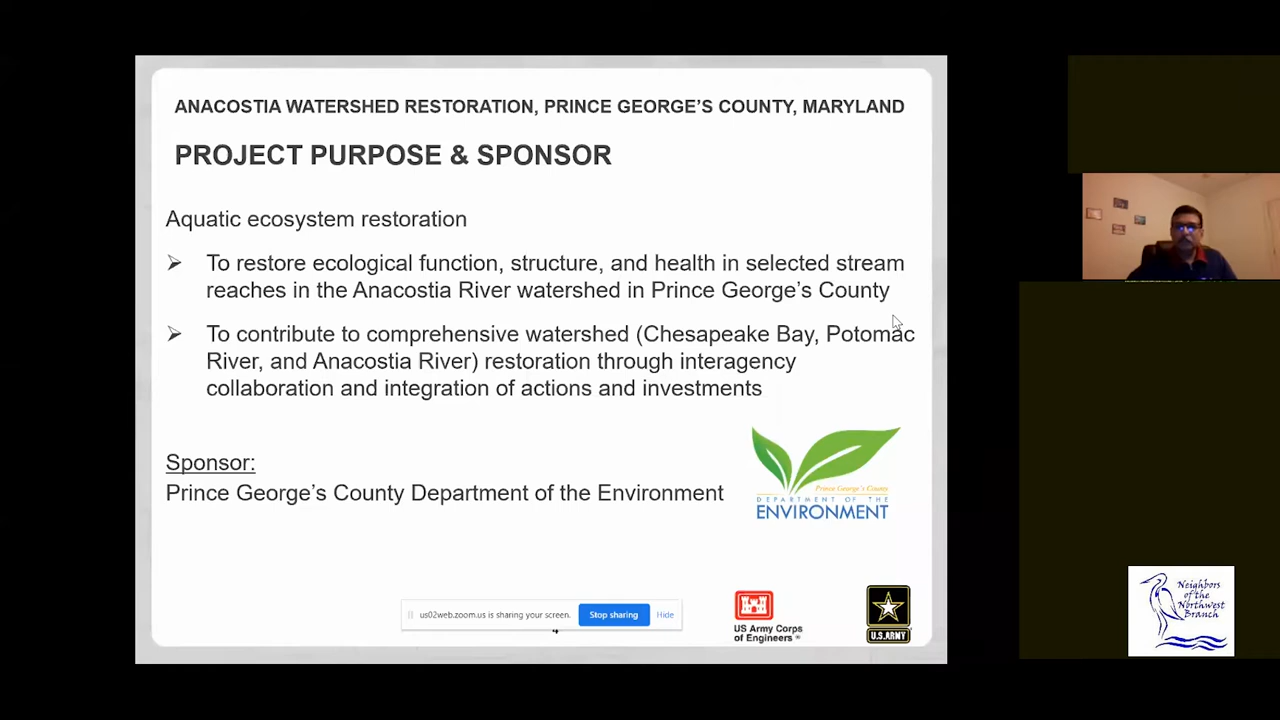 ANACOSTIA WATERSHED RESTORATION, PRINCE GEORGE'S COUNTY, MARYLAND
PROJECT PURPOSE & SPONSOR
Aquatic ecosystem restoration
To restore ecological function, structure, and health in selected stream
reaches in the Anacostia River watershed in Prince George's County
To contribute to comprehensive watershed (Chesapeake Bay, Potomac
River, and Anacostia River) restoration through interagency
collaboration and integration of actions and investments
Sponsor:
Prince George's County Department of the Environment
Prince George's County
DEPARTMENT OF THE
ENVIRONMENT
us02web.zoom.us is sharing your screen. Stop sharing Hide
4
US Army Corps
of Engineers ®
U.S. ARMY
Neighbors
of the
Northwest
Branch